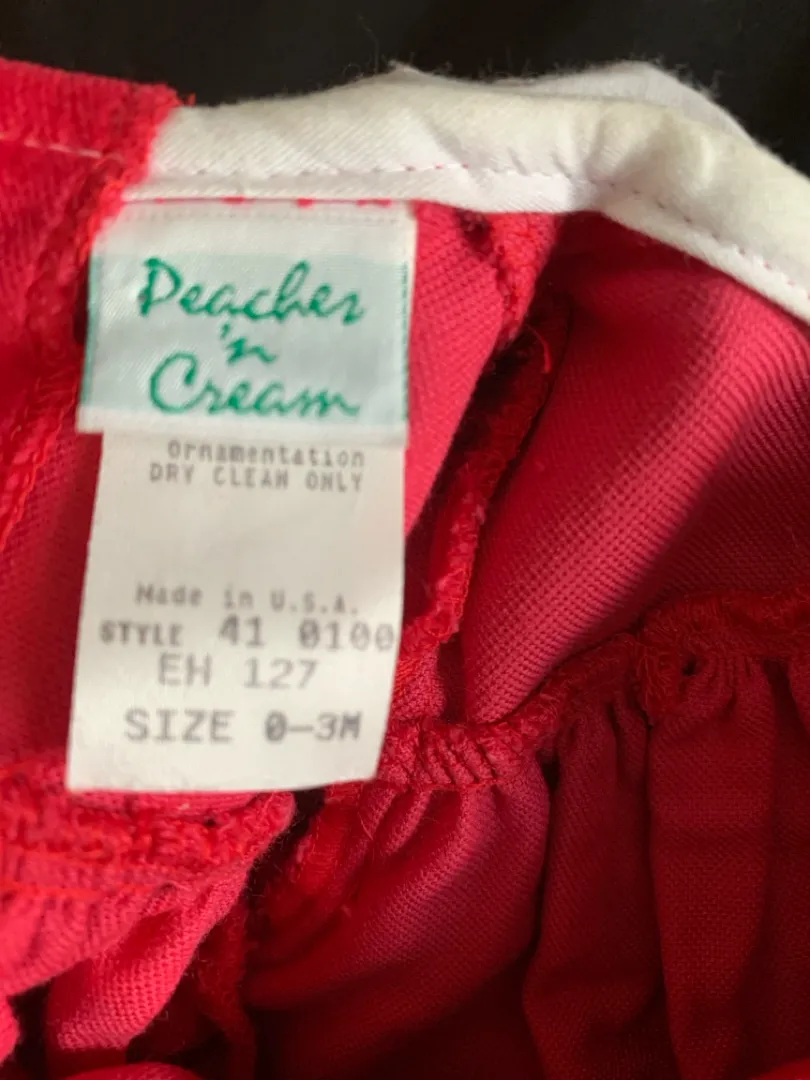 Peaches
'n
Cream
Ornamentation
DRY CLEAN ONLY
Made in U.S.A.
STYLE 41 0100
EH 127
SIZE 0-3M